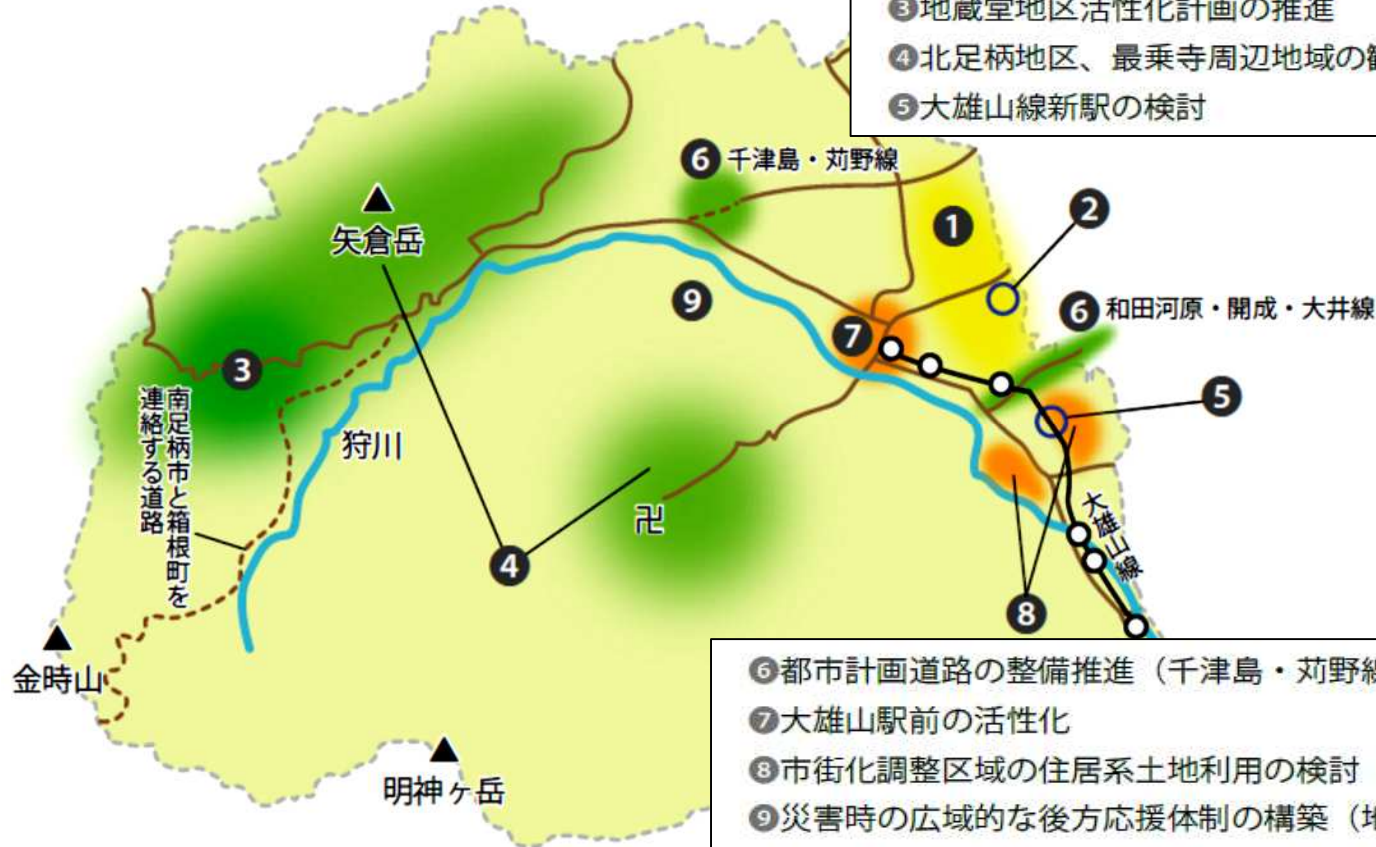 ❸地蔵堂地区活性化計画の推進
❹北足柄地区、最乗寺周辺地域の
❺大雄山線新駅の検討
❻ 千津島・苅野線
矢倉岳
❶
❷
❾
❻ 和田河原・開成・大井線
❼
❸
❺
南足柄市と箱根町を
連絡する道路
狩川
卍
大雄山線
❹
❽
金時山
明神ヶ岳
❻都市計画道路の整備推進（千津島・苅野線
❼大雄山駅前の活性化
❽市街化調整区域の住居系土地利用の検討
❾災害時の広域的な後方応援体制の構築（